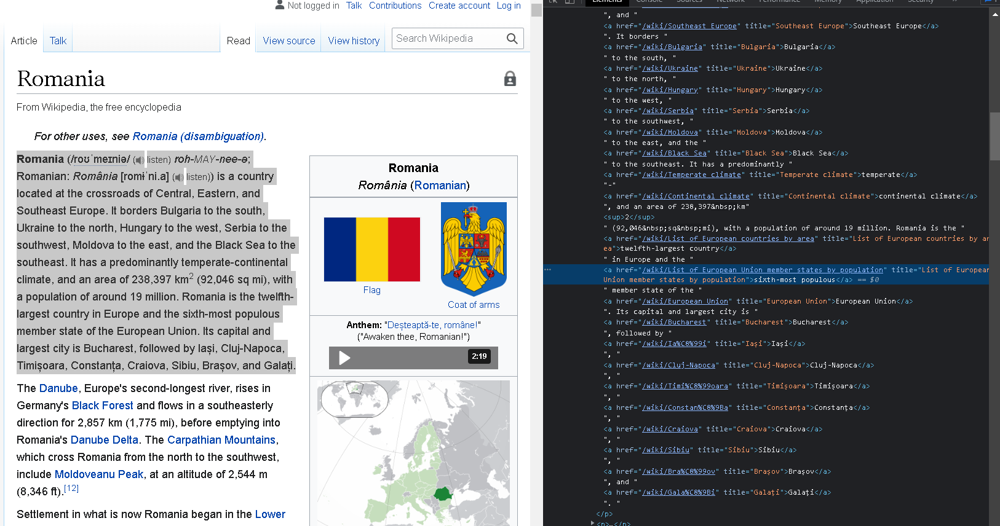 Not logged in Talk Contributions Create account Log in
Article Talk Read View source View history Search Wikipedia
Romania
From Wikipedia, the free encyclopedia
For other uses, see Romania (disambiguation).
Romania (/roʊˈmeɪniə/ (listen) roh-MAY-nee-ə;
Romanian: România [romɨˈni.a] (listen)) is a country
located at the crossroads of Central, Eastern, and
Southeast Europe. It borders Bulgaria to the south,
Ukraine to the north, Hungary to the west, Serbia to the
southwest, Moldova to the east, and the Black Sea to the
southeast. It has a predominantly temperate-continental
climate, and an area of 238,397 km² (92,046 sq mi), with
a population of around 19 million. Romania is the twelfth-
largest country in Europe and the sixth-most populous
member state of the European Union. Its capital and
largest city is Bucharest, followed by Iași, Cluj-Napoca,
Timișoara, Constanța, Craiova, Sibiu, Brașov, and Galați.
The Danube, Europe's second-longest river, rises in
Germany's Black Forest and flows in a southeasterly
direction for 2,857 km (1,775 mi), before emptying into
Romania's Danube Delta. The Carpathian Mountains,
which cross Romania from the north to the southwest,
include Moldoveanu Peak, at an altitude of 2,544 m
(8,346 ft).[12]
Settlement in what is now Romania began in the Lower
Romania
România (Romanian)
Flag
Coat of arms
Anthem: "Deșteaptă-te, române!"
("Awaken thee, Romanian!")
2:19
Elements Console Sources Network Performance Memory Application Security
", and "
<a href="/wiki/Southeast_Europe" title="Southeast Europe">Southeast Europe</a>
". It borders "
<a href="/wiki/Bulgaria" title="Bulgaria">Bulgaria</a>
" to the south, "
<a href="/wiki/Ukraine" title="Ukraine">Ukraine</a>
" to the north, "
<a href="/wiki/Hungary" title="Hungary">Hungary</a>
" to the west, "
<a href="/wiki/Serbia" title="Serbia">Serbia</a>
" to the southwest, "
<a href="/wiki/Moldova" title="Moldova">Moldova</a>
" to the east, and the "
<a href="/wiki/Black_Sea" title="Black Sea">Black Sea</a>
" to the southeast. It has a predominantly "
<a href="/wiki/Temperate_climate" title="Temperate climate">temperate</a>
"-"
<a href="/wiki/Continental_climate" title="Continental climate">continental climate</a>
", and an area of 238,397&nbsp;km"
<sup>2</sup>
" (92,046&nbsp;sq&nbsp;mi), with a population of around 19 million. Romania is the "
<a href="/wiki/List_of_European_countries_by_area" title="List of European countries by ar
ea">twelfth-largest country</a>
" in Europe and the "
<a href="/wiki/List_of_European_Union_member_states_by_population" title="List of European
Union member states by population">sixth-most populous</a> == $0
" member state of the "
<a href="/wiki/European_Union" title="European Union">European Union</a>
". Its capital and largest city is "
<a href="/wiki/Bucharest" title="Bucharest">Bucharest</a>
", followed by "
<a href="/wiki/Ia%C8%99i" title="Iași">Iași</a>
", "
<a href="/wiki/Cluj-Napoca" title="Cluj-Napoca">Cluj-Napoca</a>
", "
<a href="/wiki/Timi%C8%99oara" title="Timișoara">Timișoara</a>
", "
<a href="/wiki/Constan%C8%9Ba" title="Constanța">Constanța</a>
", "
<a href="/wiki/Craiova" title="Craiova">Craiova</a>
", "
<a href="/wiki/Sibiu" title="Sibiu">Sibiu</a>
", "
<a href="/wiki/Bra%C8%99ov" title="Brașov">Brașov</a>
", and "
<a href="/wiki/Gala%C8%9Bi" title="Galați">Galați</a>
". "
</p>
<p>…</p>